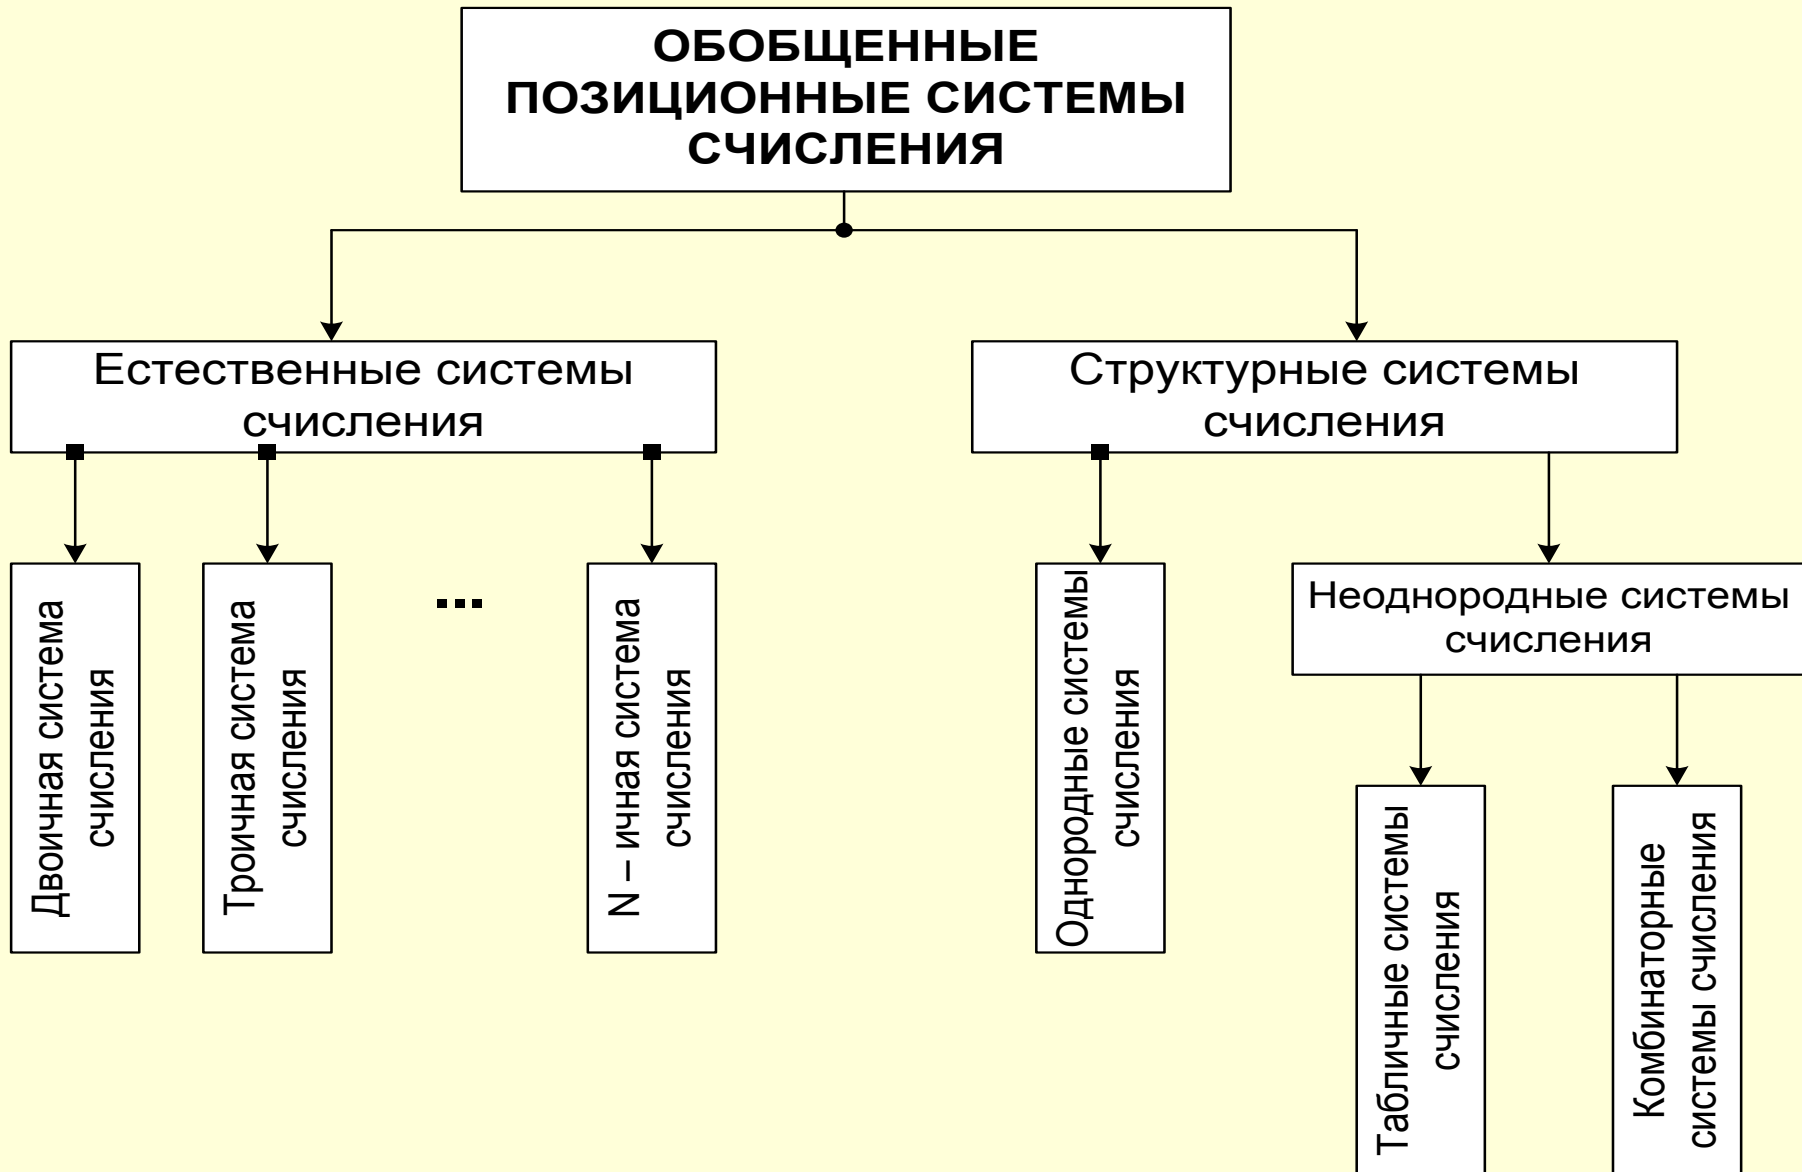 ОБОБЩЕННЫЕ
ПОЗИЦИОННЫЕ СИСТЕМЫ
СЧИСЛЕНИЯ
Естественные системы
счисления
Структурные системы
счисления
Двоичная система
счисления
Троичная система
счисления
...
N – ичная система
счисления
Однородные системы
счисления
Неоднородные системы
счисления
Табличные системы
счисления
Комбинаторные
системы счисления